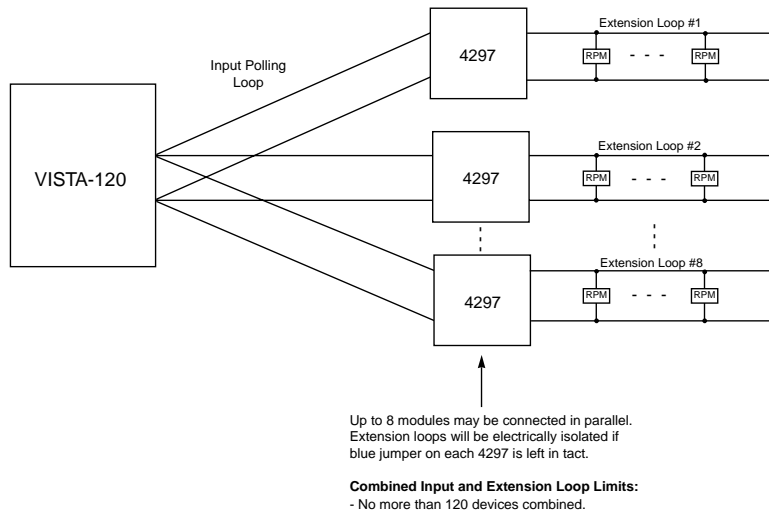 Extension Loop #1
RPM - - - RPM
4297
Input Polling
Loop
VISTA-120
Extension Loop #2
RPM - - - RPM
4297
Extension Loop #8
RPM - - - RPM
4297
Up to 8 modules may be connected in parallel.
Extension loops will be electrically isolated if
blue jumper on each 4297 is left in tact.
Combined Input and Extension Loop Limits:
- No more than 120 devices combined.